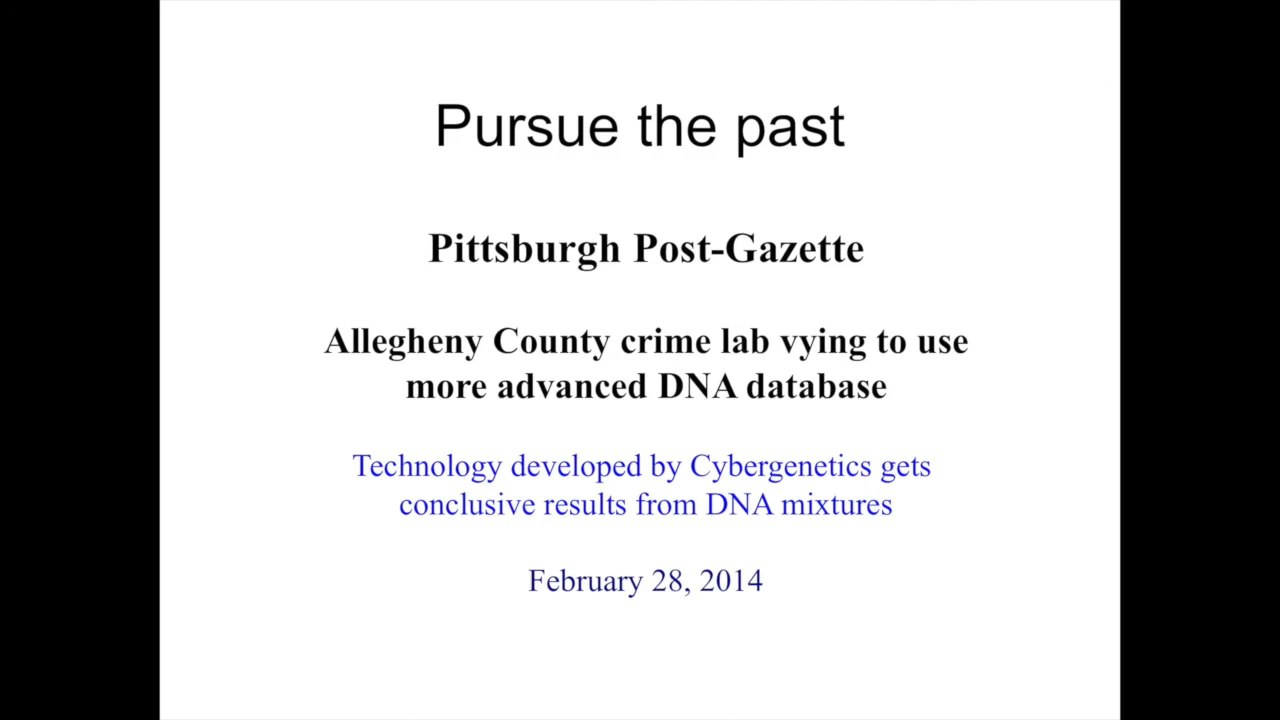 Pursue the past
Pittsburgh Post-Gazette
Allegheny County crime lab vying to use
more advanced DNA database
Technology developed by Cybergenetics gets
conclusive results from DNA mixtures
February 28, 2014